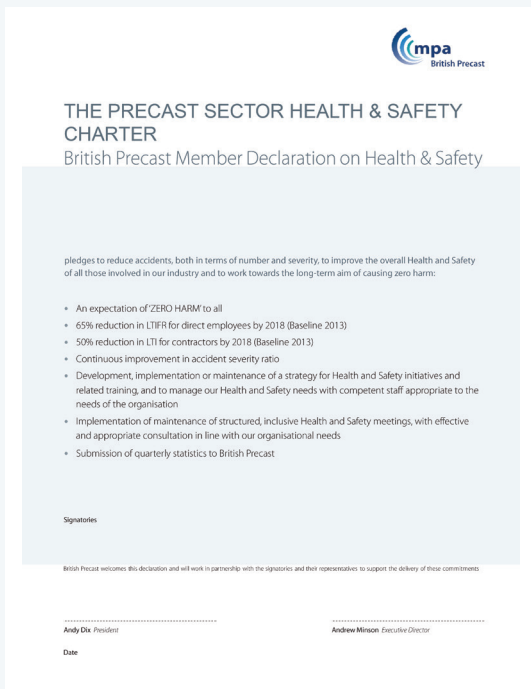 mpa
British Precast
THE PRECAST SECTOR HEALTH & SAFETY
CHARTER
British Precast Member Declaration on Health & Safety
pledges to reduce accidents, both in terms of number and severity, to improve the overall Health and Safety
of all those involved in our industry and to work towards the long-term aim of causing zero harm:
• An expectation of 'ZERO HARM' to all
• 65% reduction in LTIFR for direct employees by 2018 (Baseline 2013)
• 50% reduction in LTI for contractors by 2018 (Baseline 2013)
• Continuous improvement in accident severity ratio
• Development, implementation or maintenance of a strategy for Health and Safety initiatives and
related training, and to manage our Health and Safety needs with competent staff appropriate to the
needs of the organisation
• Implementation of maintenance of structured, inclusive Health and Safety meetings, with effective
and appropriate consultation in line with our organisational needs
• Submission of quarterly statistics to British Precast
Signatories
British Precast welcomes this declaration and will work in partnership with the signatories and their representatives to support the delivery of these commitments
Andy Dix President
Andrew Minson Executive Director
Date